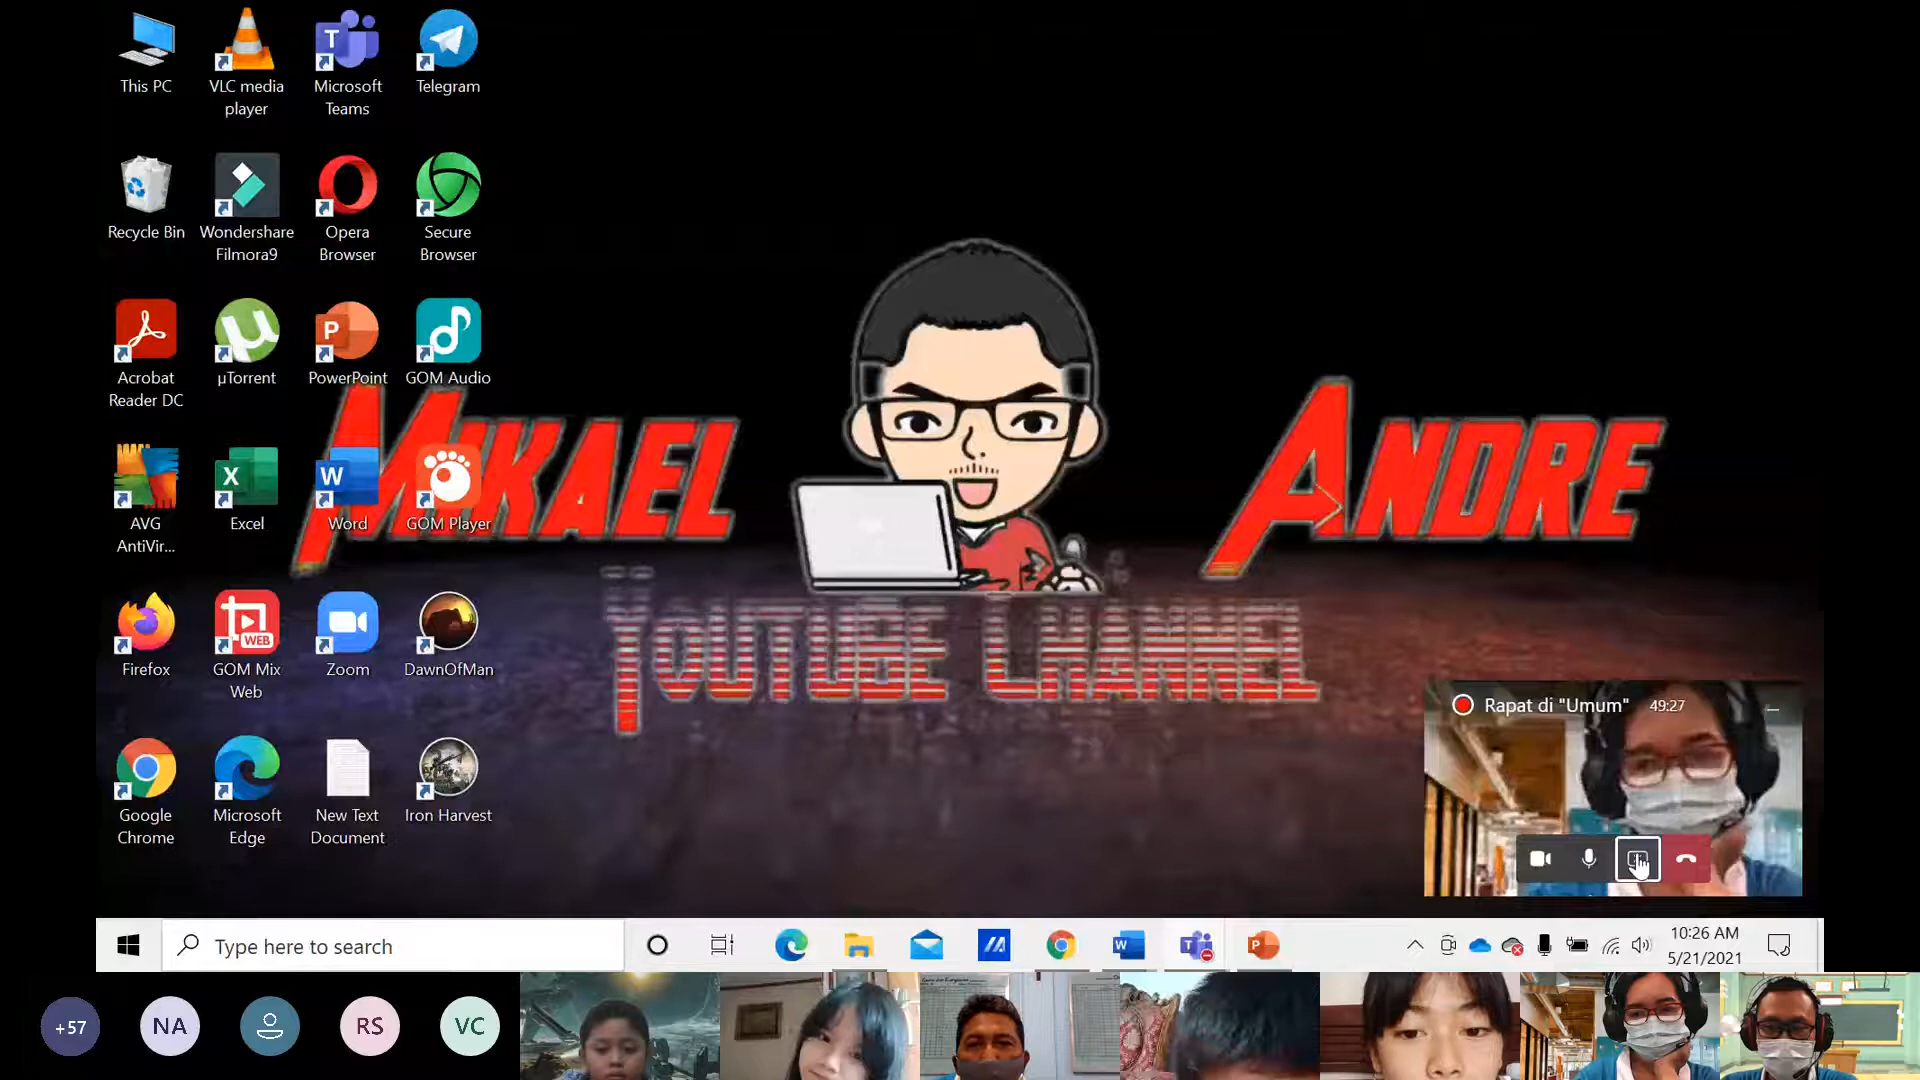 This PC
VLC media
player
Microsoft
Teams
Telegram
Recycle Bin
Wondershare
Filmora9
Opera
Browser
Secure
Browser
Acrobat
Reader DC
µTorrent
PowerPoint
GOM Audio
AVG
AntiVir...
Excel
Word
GOM Player
MIKAEL
ANDRE
YOUTUBE CHANNEL
Firefox
GOM Mix
Web
WEB
Zoom
DawnOfMan
Google
Chrome
Microsoft
Edge
New Text
Document
Iron Harvest
Rapat di "Umum" 49:27
Type here to search
10:26 AM
5/21/2021
+57
NA
RS
VC